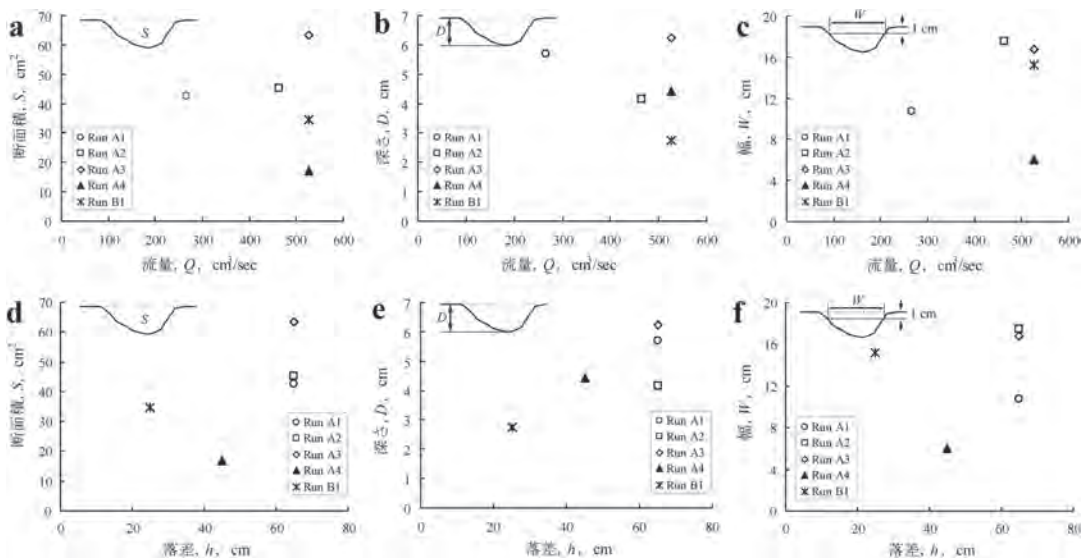 a
断面積, S, cm²
70
60
50
40
30
20
10
0
S
Run A1
Run A2
Run A3
Run A4
Run B1
0 100 200 300 400 500 600
流量, Q, cm³/sec
b
深さ, D, cm
7
6
5
4
3
2
1
0
D
Run A1
Run A2
Run A3
Run A4
Run B1
0 100 200 300 400 500 600
流量, Q, cm³/sec
c
幅, W, cm
20
16
12
8
4
0
W
1 cm
Run A1
Run A2
Run A3
Run A4
Run B1
0 100 200 300 400 500 600
流量, Q, cm³/sec
d
断面積, S, cm²
70
60
50
40
30
20
10
0
S
Run A1
Run A2
Run A3
Run A4
Run B1
0 20 40 60 80
落差, h, cm
e
深さ, D, cm
7
6
5
4
3
2
1
0
D
Run A1
Run A2
Run A3
Run A4
Run B1
0 20 40 60 80
落差, h, cm
f
幅, W, cm
20
16
12
8
4
0
W
1 cm
Run A1
Run A2
Run A3
Run A4
Run B1
0 20 40 60 80
落差, h, cm